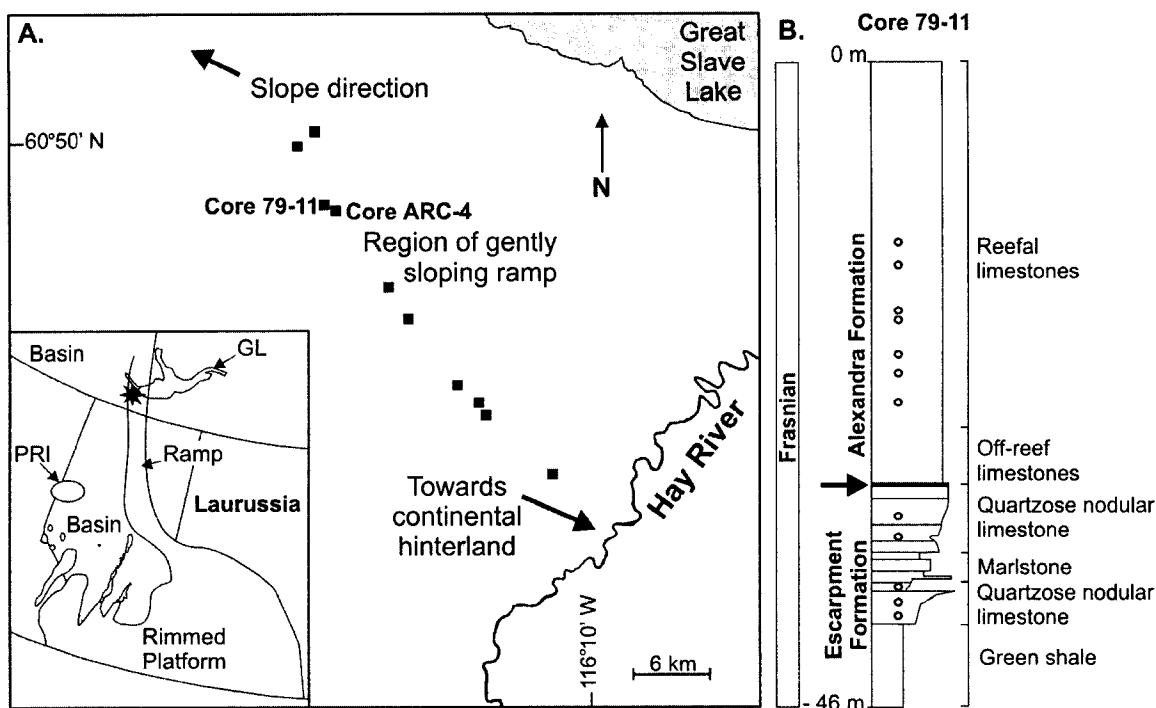 A.
Slope direction
Great
Slave
Lake
60°50' N
N
Core 79-11
Core ARC-4
Region of gently
sloping ramp
Hay River
Towards
continental
hinterland
116°10' W
6 km
Basin
GL
PRI
Ramp
Laurussia
Basin
Rimmed
Platform
B.
Core 79-11
0 m
Frasnian
Alexandra Formation
Escarpment
Formation
Reefal
limestones
Off-reef
limestones
Quartzose nodular
limestone
Marlstone
Quartzose nodular
limestone
Green shale
- 46 m